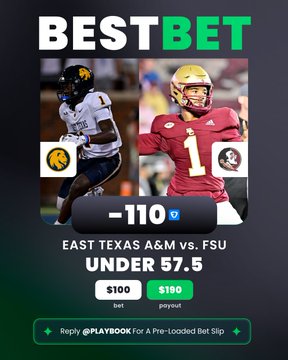 BESTBET
1
1
-110
EAST TEXAS A&M vs. FSU
UNDER 57.5
$100 $190
bet payout
Reply @PLAYBOOK For A Pre-Loaded Bet Slip